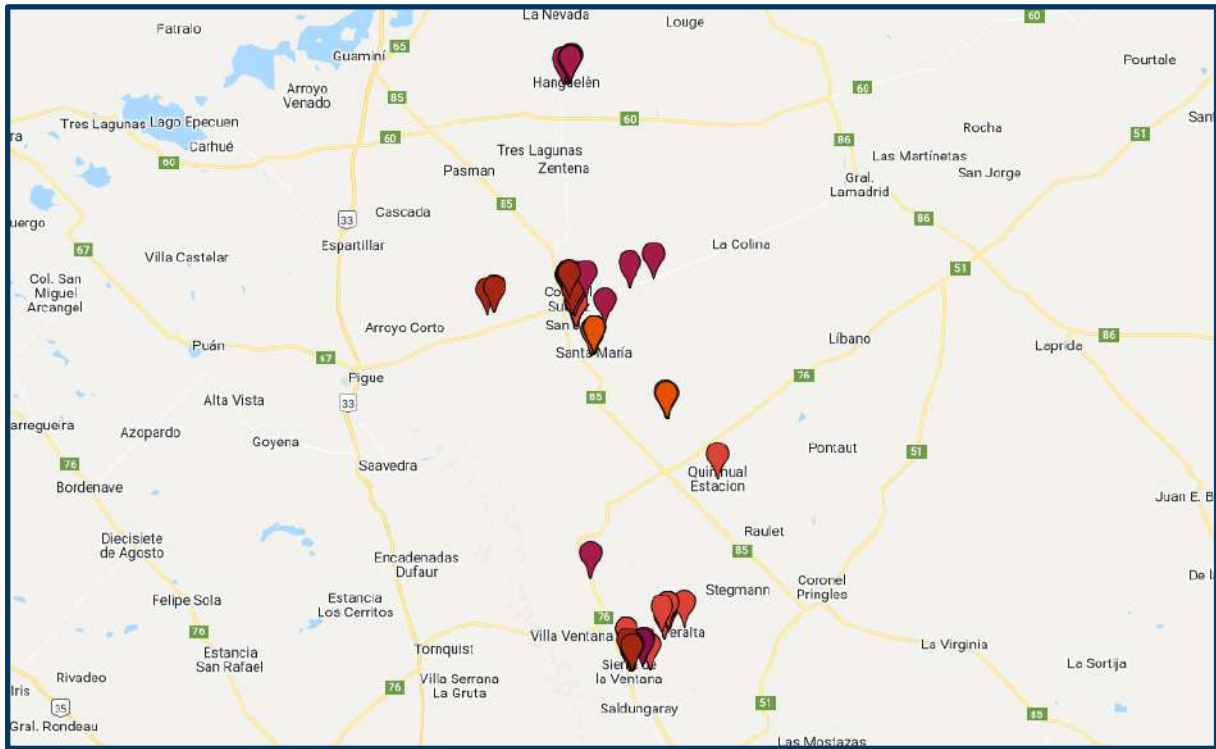 La Nevada
Louge
60
Fatralo
65
Guaminí
Pourtale
Arroyo
Venado
Hanguelén
85
60
60
Tres Lagunas
Lago Epecuen
60
Rocha
51
Carhué
86
60
Tres Lagunas
Zentena
Las Martínetas
San Jorge
Pasman
Gral.
Lamadrid
85
Cascada
33
86
Espartillar
La Colina
67
Villa Castelar
51
Col. San
Miguel
Arcangel
Arroyo Corto
Líbano
86
Laprida
Puán
67
Santa María
Pigue
76
33
85
Alta Vista
Azopardo
Goyena
Pontaut
51
76
Saavedra
Quiñihual
Estacion
Bordenave
Juan E. B
Raulet
Diecisiete
de Agosto
85
Encadenadas
Dufaur
Stegmann
Coronel
Pringles
Felipe Sola
Estancia
Los Cerritos
76
76
Villa Ventana
La Virginia
Estancia
San Rafael
Tornquist
Sierra de
la Ventana
La Sortija
Rivadeo
76
Villa Serrana
La Gruta
35
Saldungaray
51
85
Gral. Rondeau
Las Mostazas